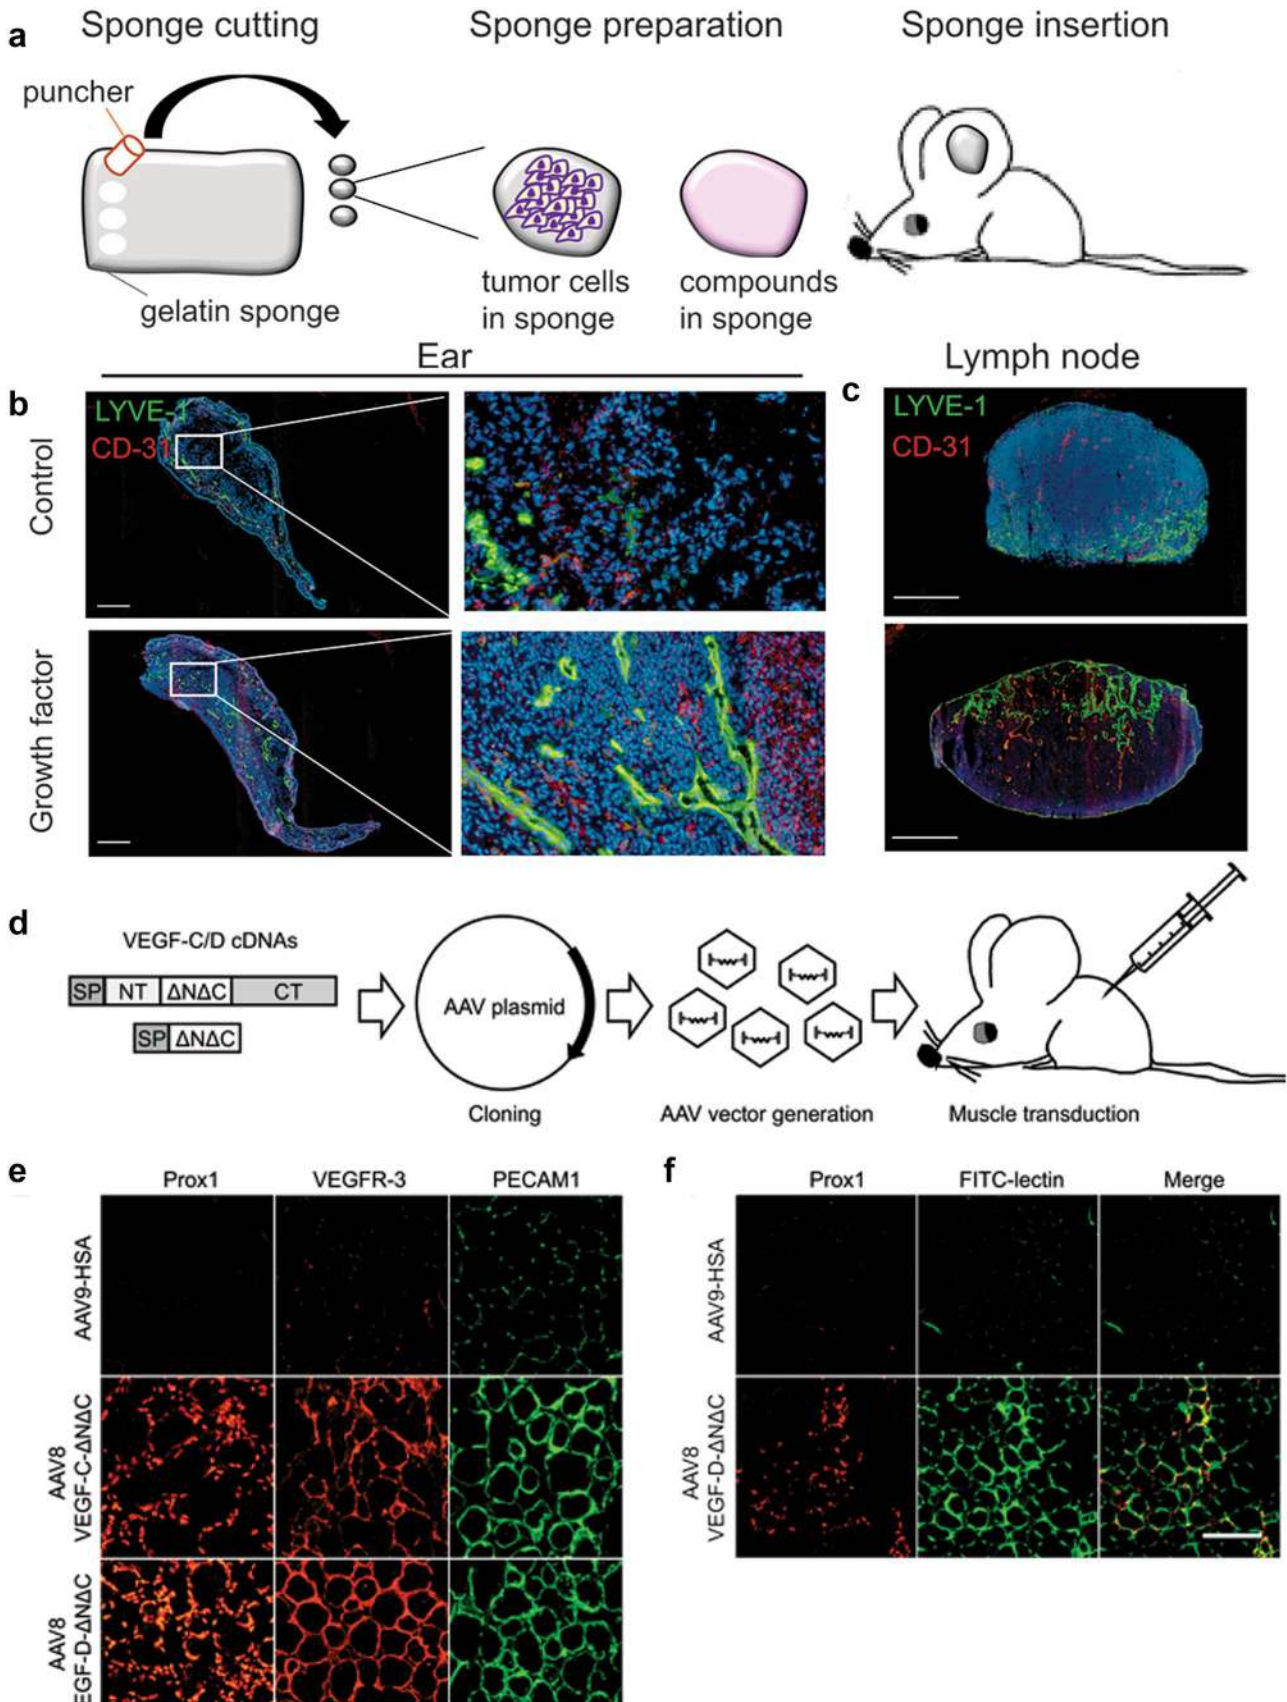 a
Sponge cutting
Sponge preparation
Sponge insertion
puncher
gelatin sponge
tumor cells
in sponge
compounds
in sponge
Ear
Lymph node
b
c
LYVE-1
CD-31
LYVE-1
CD-31
Control
Growth factor
d
VEGF-C/D cDNAs
SP NT ΔNΔC CT
SP ΔNΔC
AAV plasmid
Cloning
AAV vector generation
Muscle transduction
e
Prox1 VEGFR-3 PECAM1
AAV9-HSA
AAV8
VEGF-C-ΔNΔC
AAV8
EGF-D-ΔNΔC
f
Prox1 FITC-lectin Merge
AAV9-HSA
AAV8
VEGF-D-ΔNΔC